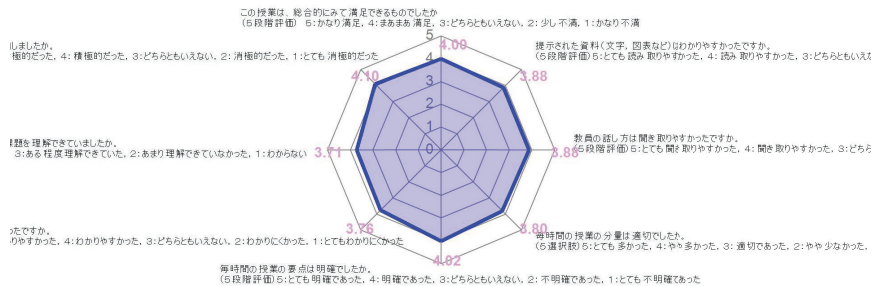 この授業は、総合的にみて満足できるものでしたか
(5段階評価) 5:かなり満足, 4:まあまあ満足, 3:どちらともいえない, 2:少し不満, 1:かなり不満
5
4.00
しましたか。
極的だった, 4: 積極的だった, 3:どちらともいえない, 2: 消極的だった, 1:とても 消極的だった
提示された資料(文字, 図表など)はわかりやすかったですか。
(5段階評価)5:とても読み取りやすかった, 4: 読み取りやすかった, 3:どちらともいえな
4
4.10
3.88
3
2
課題を理解できていましたか。
3:ある程度理解できていた, 2:あまり理解できていなかった, 1:わからない
1
教員の話し方は聞き取りやすかったですか。
(5段階評価)5:とても聞き取りやすかった, 4: 聞き取りやすかった, 3:どちら
3.71
0
3.88
ったですか。
りやすかった, 4:わかりやすかった, 3:どちらともいえない, 2:わかりにくかった, 1:とてもわかりにくかった
3.76
3.80
毎時間の授業の分量は適切でしたか。
(5選択肢)5:とても多かった, 4:やや多かった, 3: 適切であった, 2:やや少なかった,
4.02
毎時間の授業の要点は明確でしたか。
(5段階評価)5:とても明確であった, 4: 明確であった, 3:どちらともいえない, 2: 不明確であった, 1:とても不明確であった